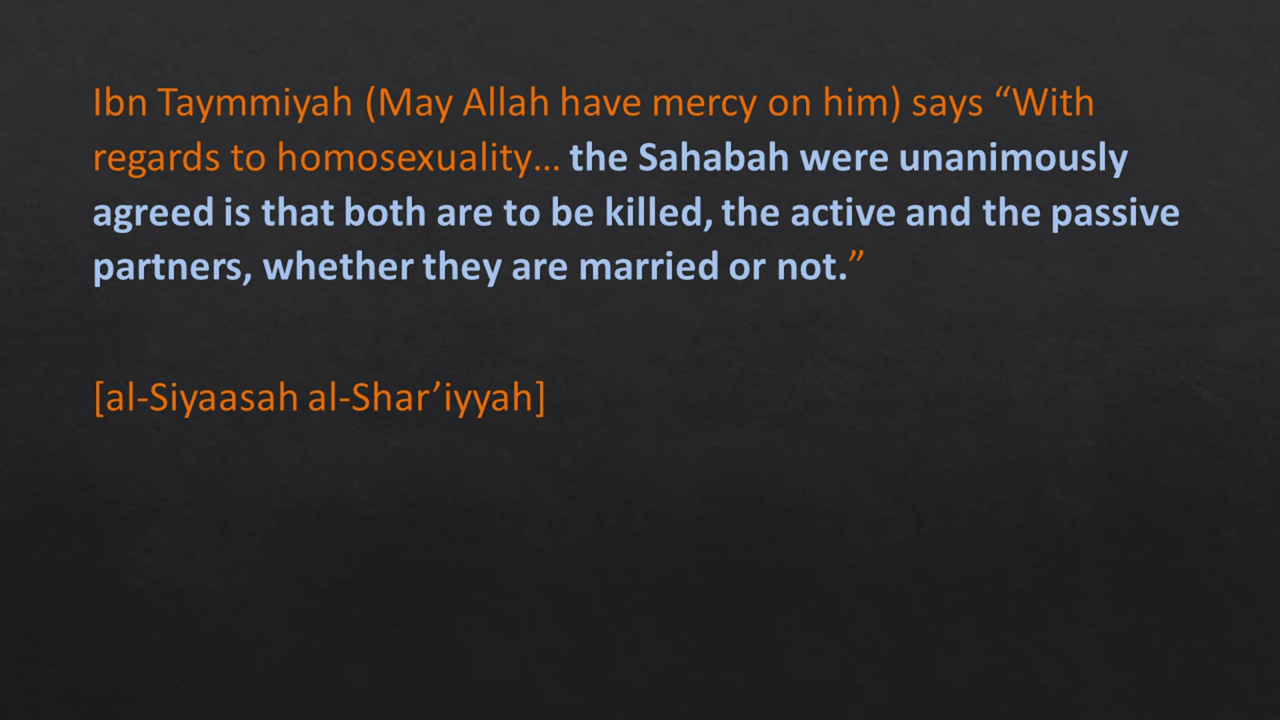 Ibn Taymmiyah (May Allah have mercy on him) says “With
regards to homosexuality… the Sahabah were unanimously
agreed is that both are to be killed, the active and the passive
partners, whether they are married or not.”
[al-Siyaasah al-Shar’iyyah]